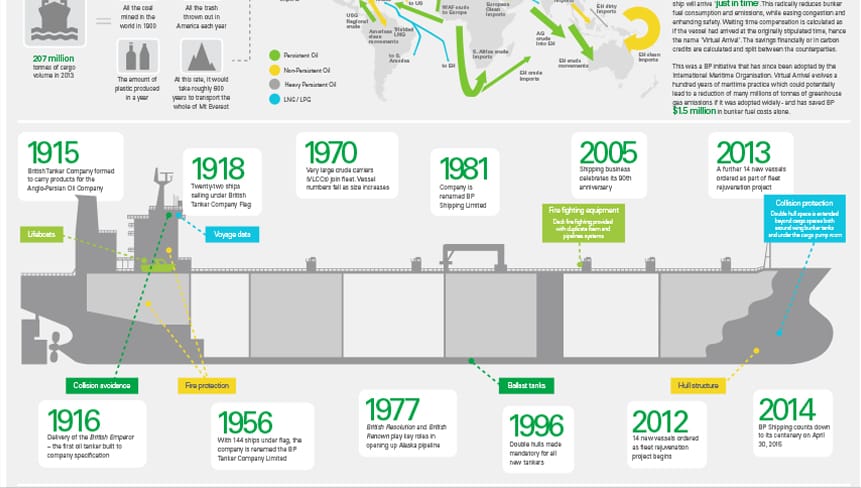 All the coal
mined in the
world in 1900
All the trash
thrown out in
America each year
207 million
tonnes of cargo
volume in 2013
The amount of
plastic produced
in a year
At this rate, it would
take roughly 800
years to transport the
whole of Mt Everest
USG
Regional
crude
to US
to Europe
European
Clean
Imports
to S.
America
to EH
S. Africa crude
Imports
EH crude
Imports
AG
crude
into EH
EH crude
movements
EH dirty
Imports
EH clean
Imports
Persistent Oil
Non-Persistent Oil
Heavy Persistent Oil
LNG / LPG
ship will arrive 'just in time'. This radically reduces bunker
fuel consumption and emissions, while easing congestion and
enhancing safety. Waiting time compensation is calculated as
if the vessel had arrived at the originally stipulated time, hence
the name 'Virtual Arrival'. The savings financially or in carbon
credits are calculated and split between the counterparties.
This was a BP initiative that has since been adopted by the
International Maritime Organisation. Virtual Arrival evolves a
hundred years of maritime practice which could potentially
lead to a reduction of many millions of tonnes of greenhouse
gas emissions if it was adopted widely - and has saved BP
$1.5 million in bunker fuel costs alone.
1915
British Tanker Company formed
to carry products for the
Anglo-Persian Oil Company
1918
Twenty-two ships
sailing under British
Tanker Company Flag
1970
Very large crude carriers
(VLCCs) join fleet. Vessel
numbers fall as size increases
1981
Company is
renamed BP
Shipping Limited
2005
Shipping business
celebrates its 90th
anniversary
2013
A further 14 new vessels
ordered as part of fleet
rejuvenation project
Lifeboats
Voyage data
Fire fighting equipment
Deck fire fighting provided
with duplicate foam and
pipelines systems
Collision protection
Double hull space is extended
beyond cargo spaces both
around wing bunker tanks
and under the cargo pump room
Collision avoidance
Fire protection
Ballast tanks
Hull structure
1916
Delivery of the British Emperor
– the first oil tanker built to
company specification
1956
With 144 ships under flag, the
company is renamed the BP
Tanker Company Limited
1977
British Resolution and British
Renown play key roles in
opening up Alaska pipeline
1996
Double hulls made
mandatory for all
new tankers
2012
14 new vessels ordered
as fleet rejuvenation
project begins
2014
BP Shipping counts down
to its centenary on April
30, 2015